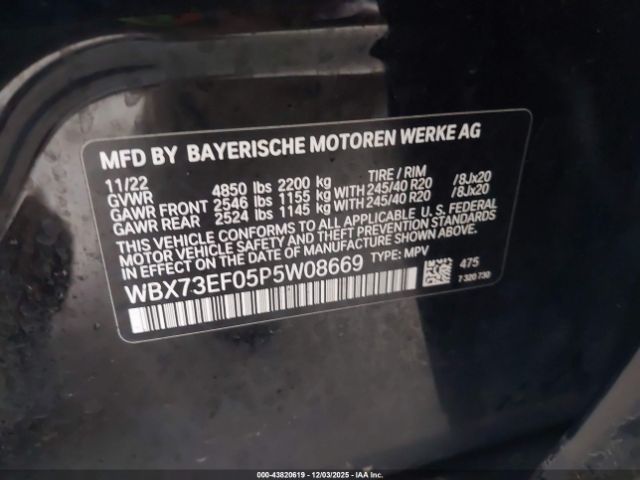 MFD BY BAYERISCHE MOTOREN WERKE AG
11/22 TIRE / RIM
GVWR 4850 lbs 2200 kg
GAWR FRONT 2546 lbs 1155 kg WITH 245/40 R20 /8Jx20
GAWR REAR 2524 lbs 1145 kg WITH 245/40 R20 /8Jx20
THIS VEHICLE CONFORMS TO ALL APPLICABLE U.S. FEDERAL
MOTOR VEHICLE SAFETY AND THEFT PREVENTION STANDARDS
IN EFFECT ON THE DATE OF MANUFACTURE SHOWN ABOVE.
WBX73EF05P5W08669 TYPE: MPV
475
7 320 730
000-43820619 - 12/03/2025 - IAA Inc.